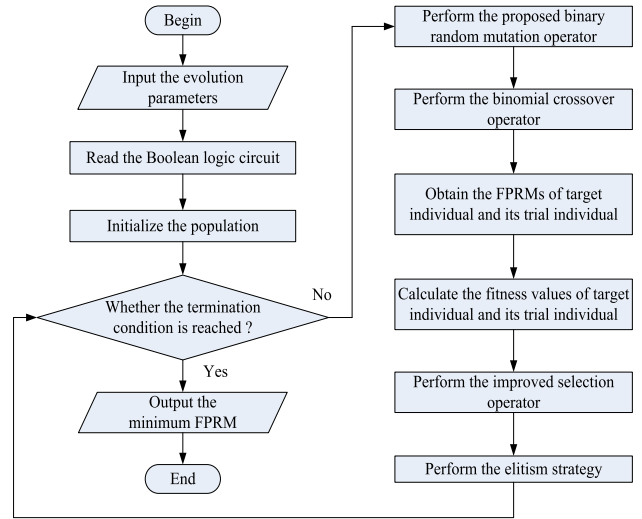 Begin
Input the evolution
parameters
Read the Boolean logic circuit
Initialize the population
Whether the termination
condition is reached ?
No
Yes
Output the
minimum FPRM
End
Perform the proposed binary
random mutation operator
Perform the binomial crossover
operator
Obtain the FPRMs of target
individual and its trial individual
Calculate the fitness values of target
individual and its trial individual
Perform the improved selection
operator
Perform the elitism strategy